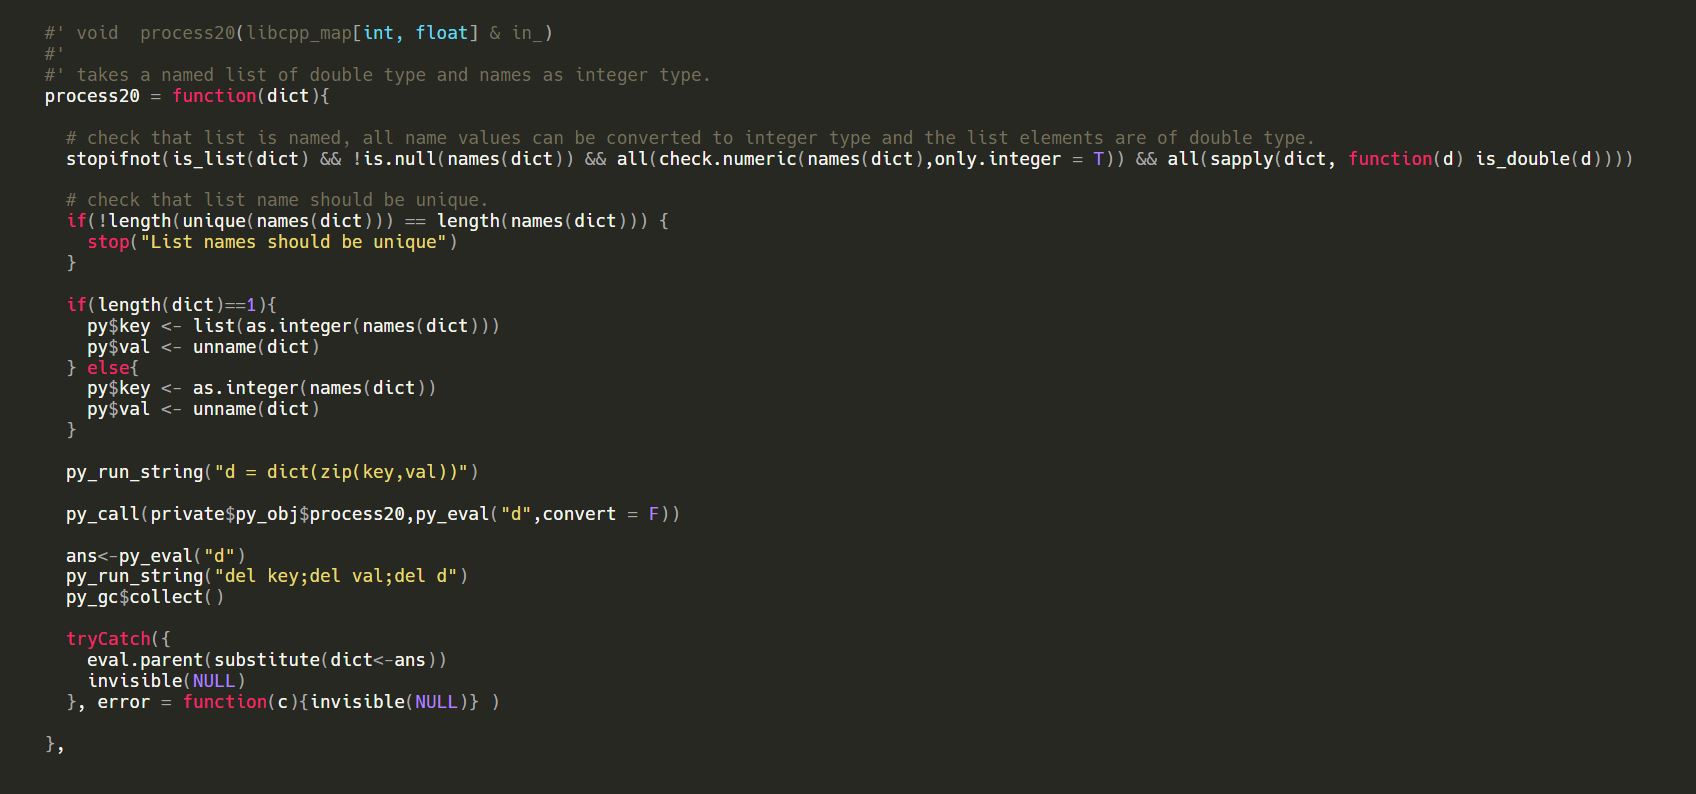 #' void  process20(libcpp_map[int, float] & in_)
#'
#' takes a named list of double type and names as integer type.
process20 = function(dict){
# check that list is named, all name values can be converted to integer type and the list elements are of double type.
stopifnot(is_list(dict) && !is.null(names(dict)) && all(check.numeric(names(dict),only.integer = T)) && all(sapply(dict, function(d) is_double(d))))
# check that list name should be unique.
if(!length(unique(names(dict))) == length(names(dict))) {
stop("List names should be unique")
}
if(length(dict)==1){
py$key <- list(as.integer(names(dict)))
py$val <- unname(dict)
} else{
py$key <- as.integer(names(dict))
py$val <- unname(dict)
}
py_run_string("d = dict(zip(key,val))")
py_call(private$py_obj$process20,py_eval("d",convert = F))
ans<-py_eval("d")
py_run_string("del key;del val;del d")
py_gc$collect()
tryCatch({
eval.parent(substitute(dict<-ans))
invisible(NULL)
}, error = function(c){invisible(NULL)} )
},